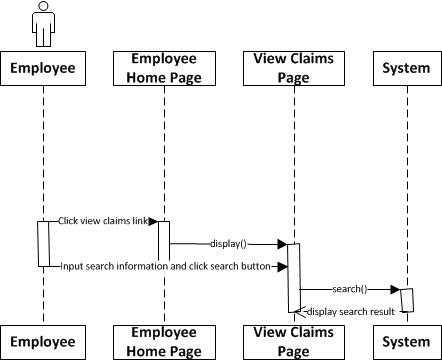 Employee
Employee
Home Page
View Claims
Page
System
Click view claims link
display()
Input search information and click search button
search()
display search result
Employee
Employee
Home Page
View Claims
Page
System